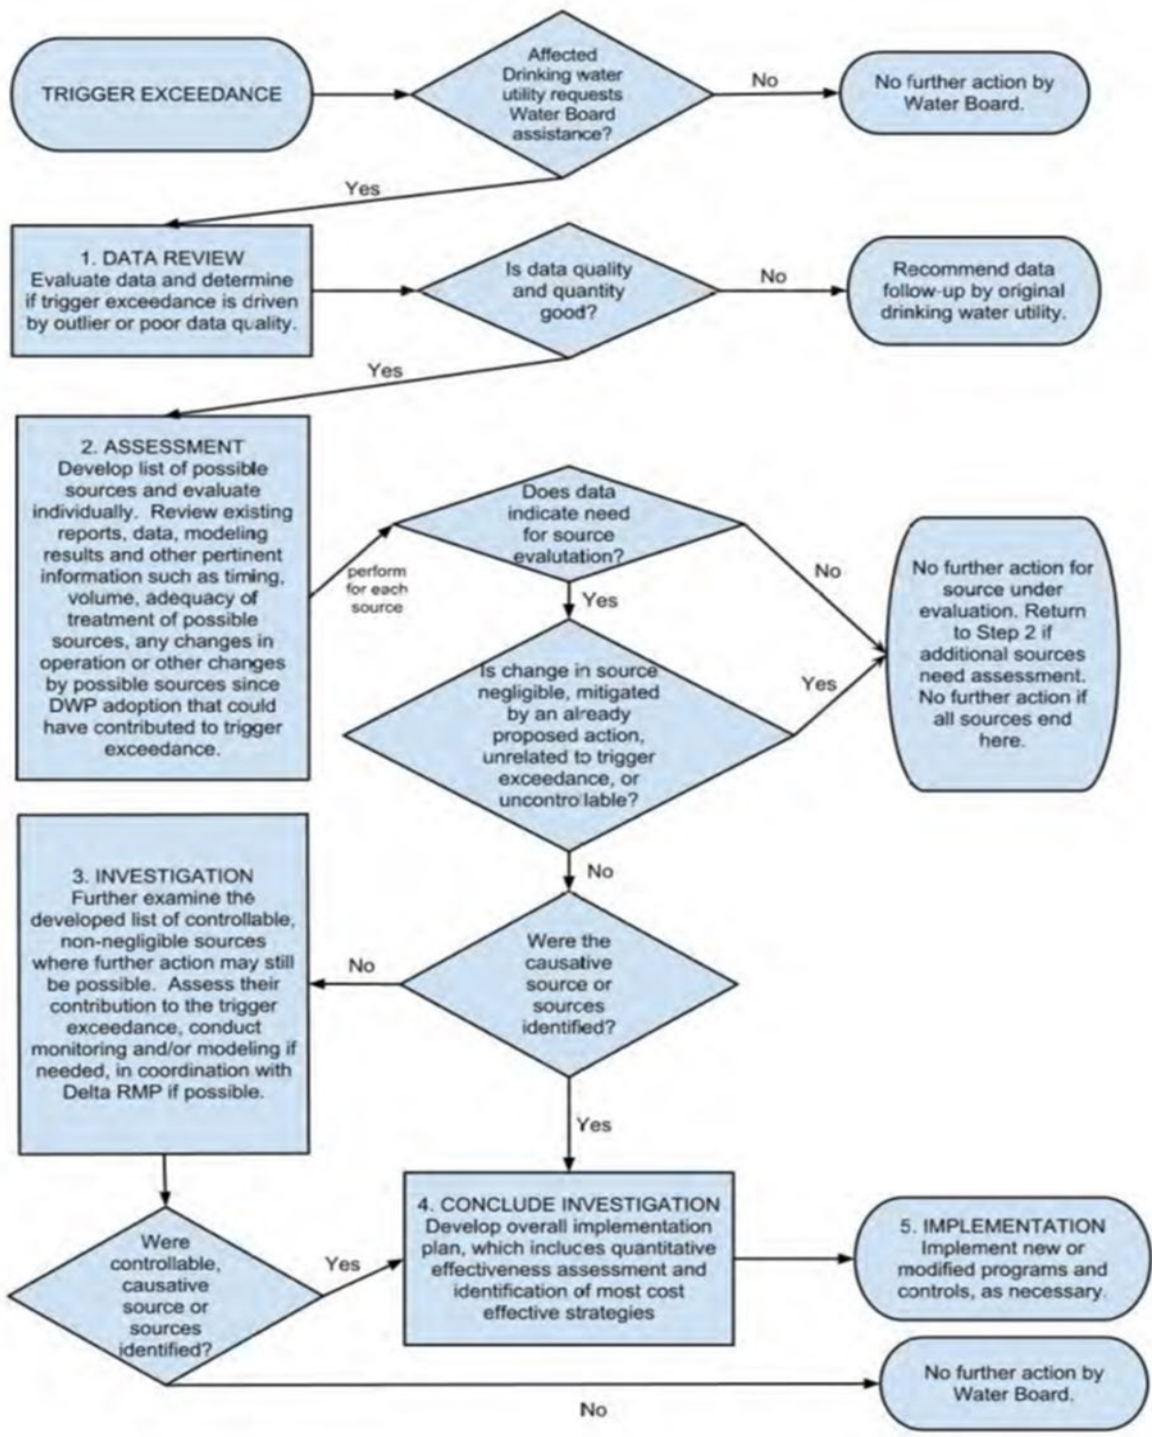 TRIGGER EXCEEDANCE
Affected
Drinking water
utility requests
Water Board
assistance?
No
No further action by
Water Board.
Yes
1. DATA REVIEW
Evaluate data and determine
if trigger exceedance is driven
by outlier or poor data quality.
Is data quality
and quantity
good?
No
Recommend data
follow-up by original
drinking water utility.
Yes
2. ASSESSMENT
Develop list of possible
sources and evaluate
individually. Review existing
reports, data, modeling
results and other pertinent
information such as timing,
volume, adequacy of
treatment of possible
sources, any changes in
operation or other changes
by possible sources since
DWP adoption that could
have contributed to trigger
exceedance.
perform
for each
source
Does data
indicate need
for source
evalutation?
No
Yes
Is change in source
negligible, mitigated
by an already
proposed action,
unrelated to trigger
exceedance, or
uncontrollable?
Yes
No further action for
source under
evaluation. Return
to Step 2 if
additional sources
need assessment.
No further action if
all sources end
here.
No
Were the
causative
source or
sources
identified?
No
3. INVESTIGATION
Further examine the
developed list of controllable,
non-negligible sources
where further action may still
be possible. Assess their
contribution to the trigger
exceedance, conduct
monitoring and/or modeling if
needed, in coordination with
Delta RMP if possible.
Yes
Were
controllable,
causative
source or
sources
identified?
Yes
4. CONCLUDE INVESTIGATION
Develop overall implementation
plan, which includes quantitative
effectiveness assessment and
identification of most cost
effective strategies
5. IMPLEMENTATION
Implement new or
modified programs and
controls, as necessary.
No
No further action by
Water Board.